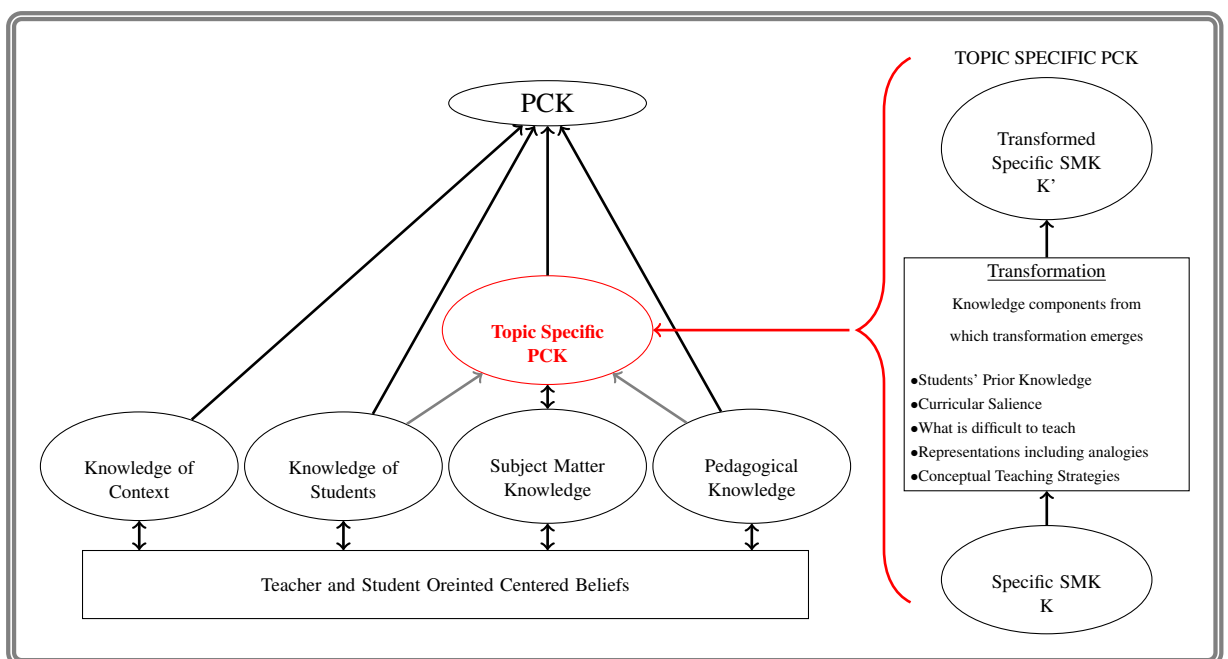 PCK
Topic Specific
PCK
Knowledge of
Context
Knowledge of
Students
Subject Matter
Knowledge
Pedagogical
Knowledge
Teacher and Student Oreinted Centered Beliefs
TOPIC SPECIFIC PCK
Transformed
Specific SMK
K’
Transformation
Knowledge components from
which transformation emerges
•Students’ Prior Knowledge
•Curricular Salience
•What is difficult to teach
•Representations including analogies
•Conceptual Teaching Strategies
Specific SMK
K